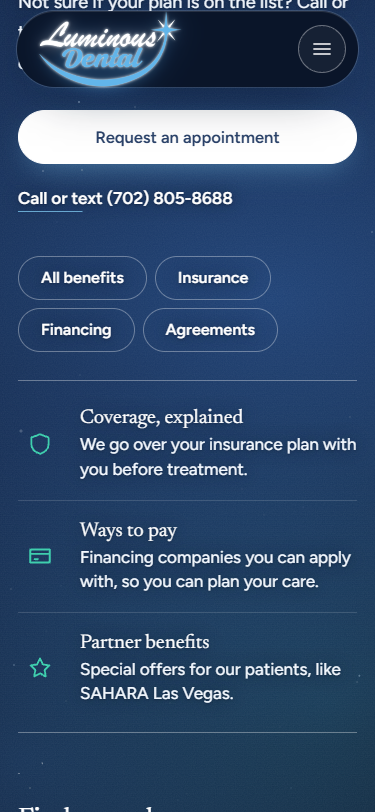 Not sure if your plan is on the list? Call or
Luminous
Dental
Request an appointment
Call or text (702) 805-8688
All benefits
Insurance
Financing
Agreements
Coverage, explained
We go over your insurance plan with
you before treatment.
Ways to pay
Financing companies you can apply
with, so you can plan your care.
Partner benefits
Special offers for our patients, like
SAHARA Las Vegas.